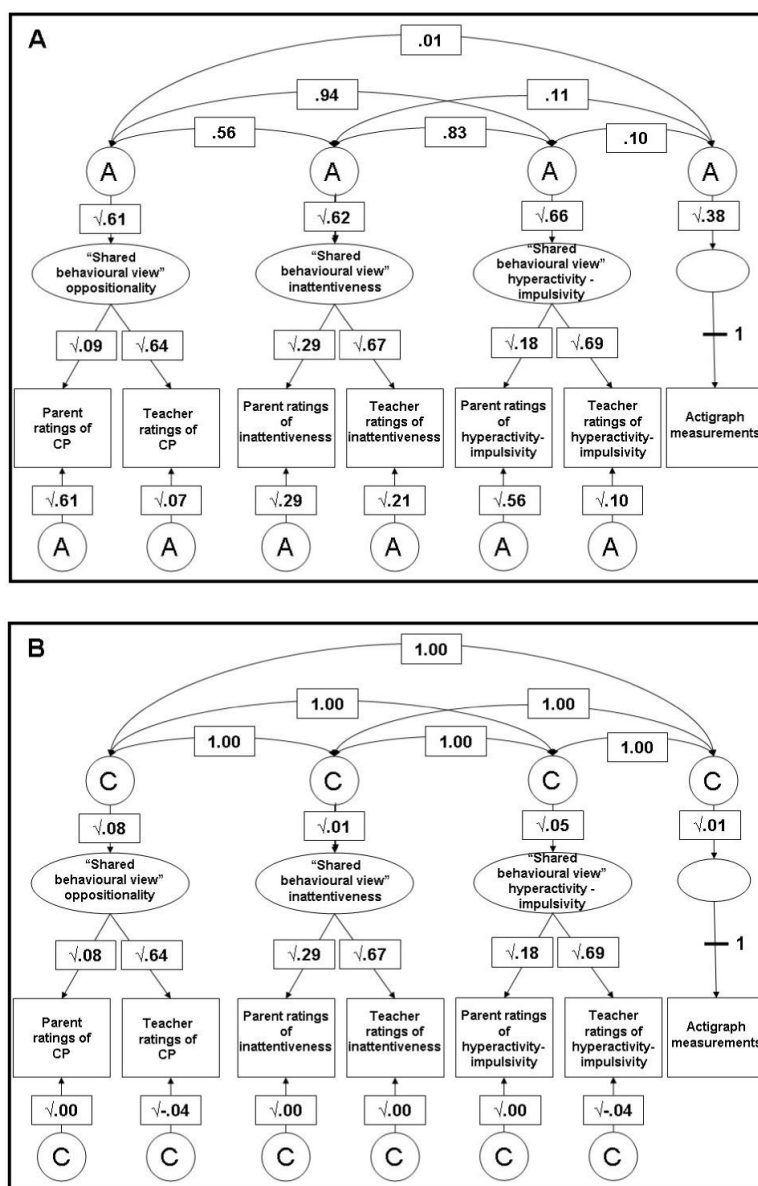 A
.01
.94
.11
.56
.83
.10
A
A
A
A
√.61
√.62
√.66
√.38
“Shared
behavioural view”
oppositionality
“Shared
behavioural view”
inattentiveness
“Shared
behavioural view”
hyperactivity -
impulsivity
√.09
√.64
√.29
√.67
√.18
√.69
1
Parent
ratings of
CP
Teacher
ratings of
CP
Parent ratings
of
inattentiveness
Teacher
ratings of
inattentiveness
Parent ratings
of
hyperactivity-
impulsivity
Teacher
ratings of
hyperactivity-
impulsivity
Actigraph
measurements
√.61
√.07
√.29
√.21
√.56
√.10
A
A
A
A
A
A
B
1.00
1.00
1.00
1.00
1.00
1.00
C
C
C
C
√.08
√.01
√.05
√.01
“Shared
behavioural view”
oppositionality
“Shared
behavioural view”
inattentiveness
“Shared
behavioural view”
hyperactivity -
impulsivity
√.08
√.64
√.29
√.67
√.18
√.69
1
Parent
ratings of
CP
Teacher
ratings of
CP
Parent ratings
of
inattentiveness
Teacher
ratings of
inattentiveness
Parent ratings
of
hyperactivity-
impulsivity
Teacher
ratings of
hyperactivity-
impulsivity
Actigraph
measurements
√.00
√-.04
√.00
√.00
√.00
√-.04
C
C
C
C
C
C